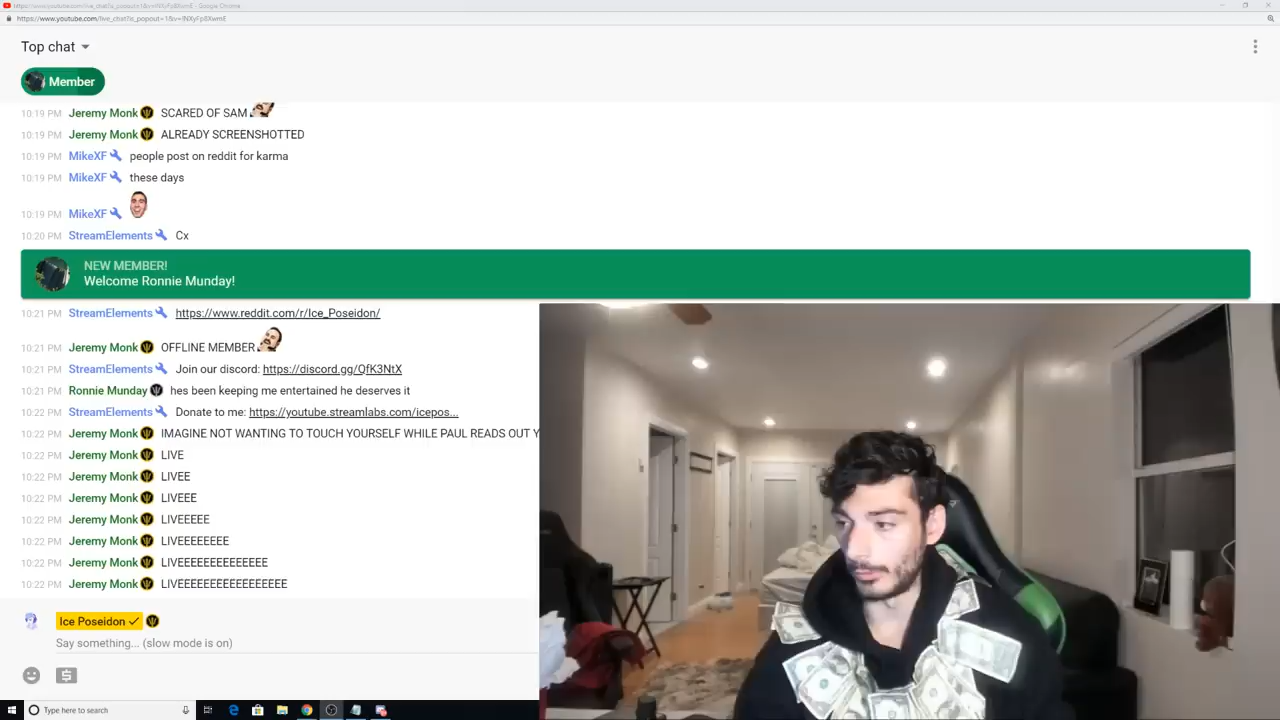 Top chat
Member
10:19 PM Jeremy Monk SCARED OF SAM
10:19 PM Jeremy Monk ALREADY SCREENSHOTTED
10:19 PM MikeXF people post on reddit for karma
10:19 PM MikeXF these days
10:19 PM MikeXF
10:20 PM StreamElements Cx
NEW MEMBER!
Welcome Ronnie Munday!
10:21 PM StreamElements https://www.reddit.com/r/Ice_Poseidon/
10:21 PM Jeremy Monk OFFLINE MEMBER
10:21 PM StreamElements Join our discord: https://discord.gg/QfK3NtX
10:21 PM Ronnie Munday hes been keeping me entertained he deserves it
10:22 PM StreamElements Donate to me: https://youtube.streamlabs.com/icepos...
10:22 PM Jeremy Monk IMAGINE NOT WANTING TO TOUCH YOURSELF WHILE PAUL READS OUT Y
10:22 PM Jeremy Monk LIVE
10:22 PM Jeremy Monk LIVEE
10:22 PM Jeremy Monk LIVEEE
10:22 PM Jeremy Monk LIVEEEEE
10:22 PM Jeremy Monk LIVEEEEEEEE
10:22 PM Jeremy Monk LIVEEEEEEEEEEEEEE
10:22 PM Jeremy Monk LIVEEEEEEEEEEEEEEEEEE
Ice Poseidon
Say something... (slow mode is on)
Type here to search